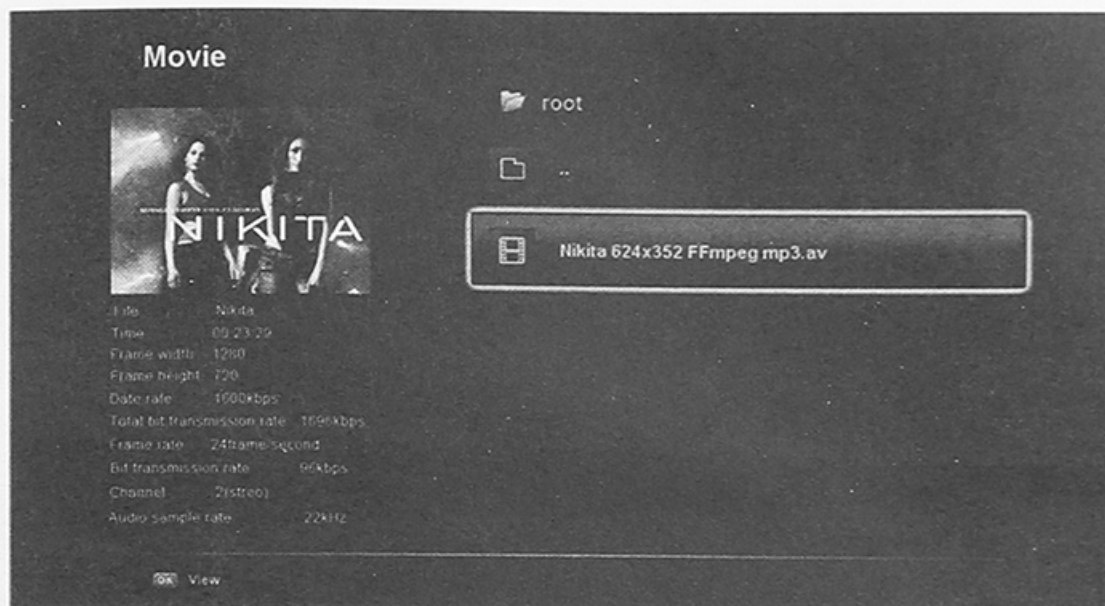 Movie
root
..
NIKITA
Nikita 624x352 FFmpeg mp3.av
File Nikita
Time 00:23:29
Frame width 1280
Frame height 720
Date rate 1600kbps
Total bit transmission rate 1696kbps
Frame rate 24frame/second
Bit transmission rate 96kbps
Channel 2(streo)
Audio sample rate 22kHz
OK View